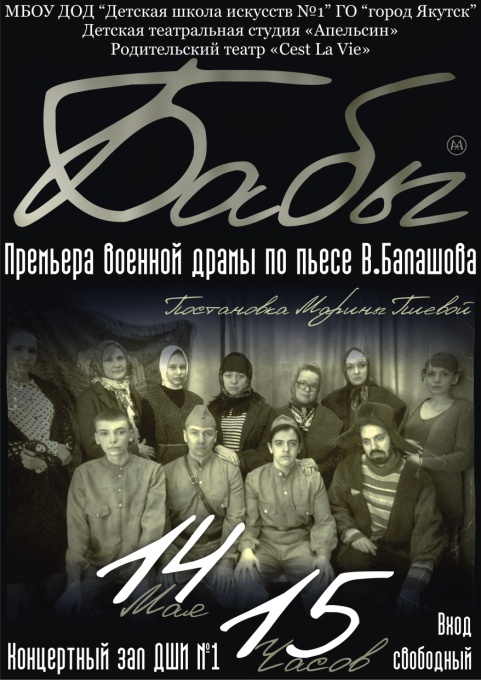 МБОУ ДОД “Детская школа искусств №1” ГО “город Якутск”
Детская театральная студия «Апельсин»
Родительский театр «Cest La Vie»
Бабы
Премьера военной драмы по пьесе В.Балашова
Постановка Марины Пшевой
14
Мая
15
Часов
Концертный зал ДШИ №1
Вход
свободный